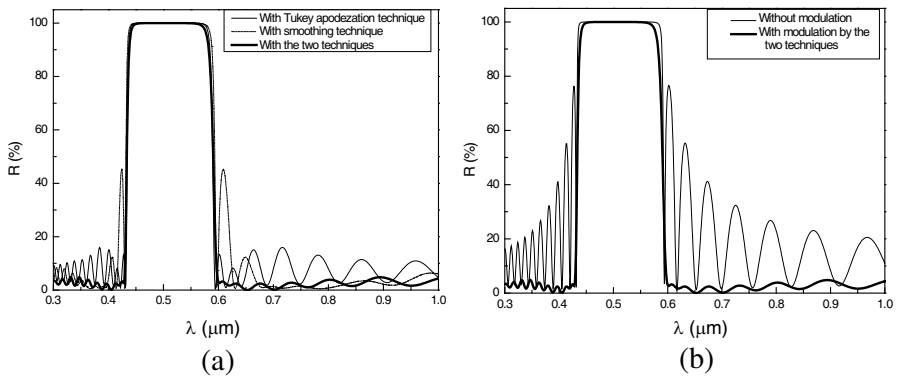 With Tukey apodezation technique
With smoothing technique
With the two techniques
R (%)
100
80
60
40
20
0
0.3 0.4 0.5 0.6 0.7 0.8 0.9 1.0
λ (μm)
(a)
Without modulation
With modulation by the
two techniques
R (%)
100
80
60
40
20
0
0.3 0.4 0.5 0.6 0.7 0.8 0.9 1.0
λ (μm)
(b)